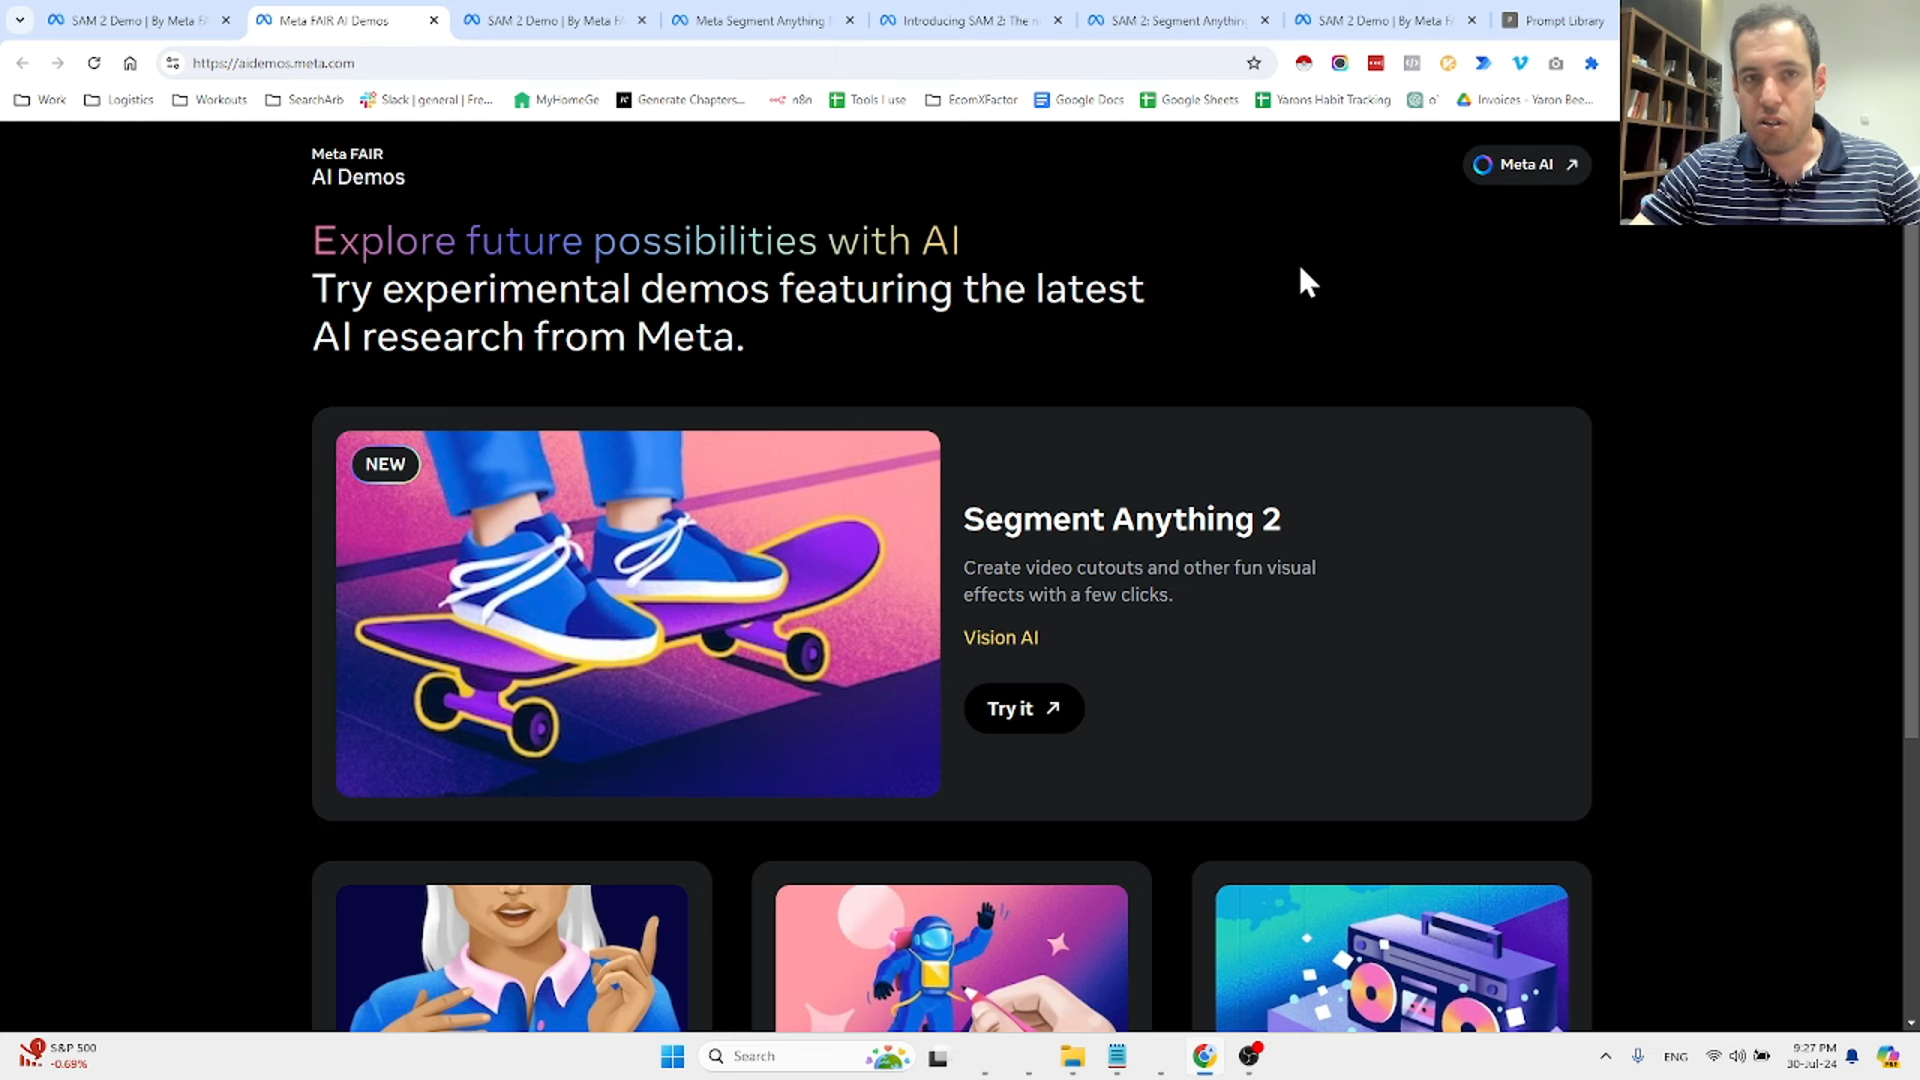 SAM 2 Demo | By Meta F
Meta FAIR AI Demos
SAM 2 Demo | By Meta F
Meta Segment Anything
Introducing SAM 2: The n
SAM 2: Segment Anything
SAM 2 Demo | By Meta F
Prompt Library
https://aidemos.meta.com
Work
Logistics
Workouts
SearchArb
Slack | general | Fre...
MyHomeGe
Generate Chapters...
n8n
Tools I use
EcomXFactor
Google Docs
Google Sheets
Yarons Habit Tracking
Invoices - Yaron Bee...
Meta FAIR
AI Demos
Meta AI
Explore future possibilities with AI
Try experimental demos featuring the latest
AI research from Meta.
NEW
Segment Anything 2
Create video cutouts and other fun visual
effects with a few clicks.
Vision AI
Try it
1
S&P 500
-0.69%
Search
ENG
9:27 PM
30-Jul-24